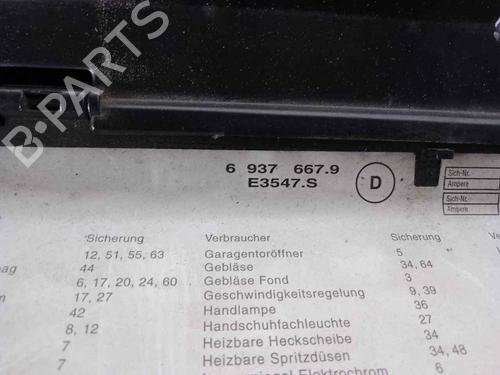 B-PARTS
6 937 667.9
E3547.S
D
Sich-Nr.
Ampere
Sich-Nr.
Ampere
Sicherung Verbraucher Sicherung
12, 51, 55, 63 Garagentoröffner 5
44 Gebläse 34, 64
6, 17, 20, 24, 60 Gebläse Fond 3
17, 27 Geschwindigkeitsregelung 9, 39
42 Handlampe 36
8, 12 Handschuhfachleuchte 27
7 Heizbare Heckscheibe 34
7 Heizbare Spritzdüsen 34, 48
Elektrochrom 6